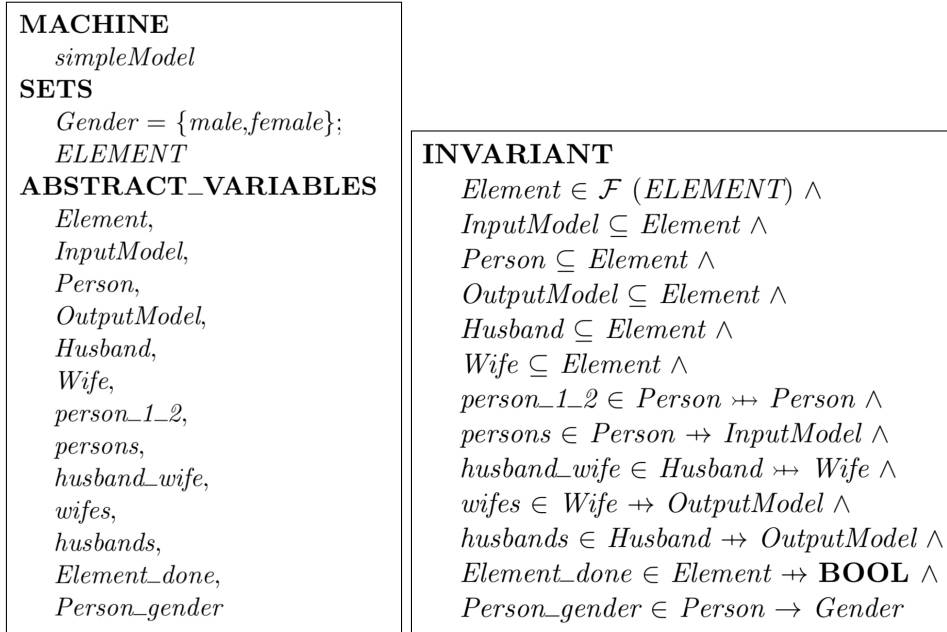 MACHINE
simpleModel
SETS
Gender = {male,female};
ELEMENT
ABSTRACT_VARIABLES
Element,
InputModel,
Person,
OutputModel,
Husband,
Wife,
person_1_2,
persons,
husband_wife,
wifes,
husbands,
Element_done,
Person_gender
INVARIANT
Element ∈ ℱ (ELEMENT) ∧
InputModel ⊆ Element ∧
Person ⊆ Element ∧
OutputModel ⊆ Element ∧
Husband ⊆ Element ∧
Wife ⊆ Element ∧
person_1_2 ∈ Person ⤔ Person ∧
persons ∈ Person ⇸ InputModel ∧
husband_wife ∈ Husband ⤔ Wife ∧
wifes ∈ Wife ⇸ OutputModel ∧
husbands ∈ Husband ⇸ OutputModel ∧
Element_done ∈ Element ⇸ BOOL ∧
Person_gender ∈ Person → Gender